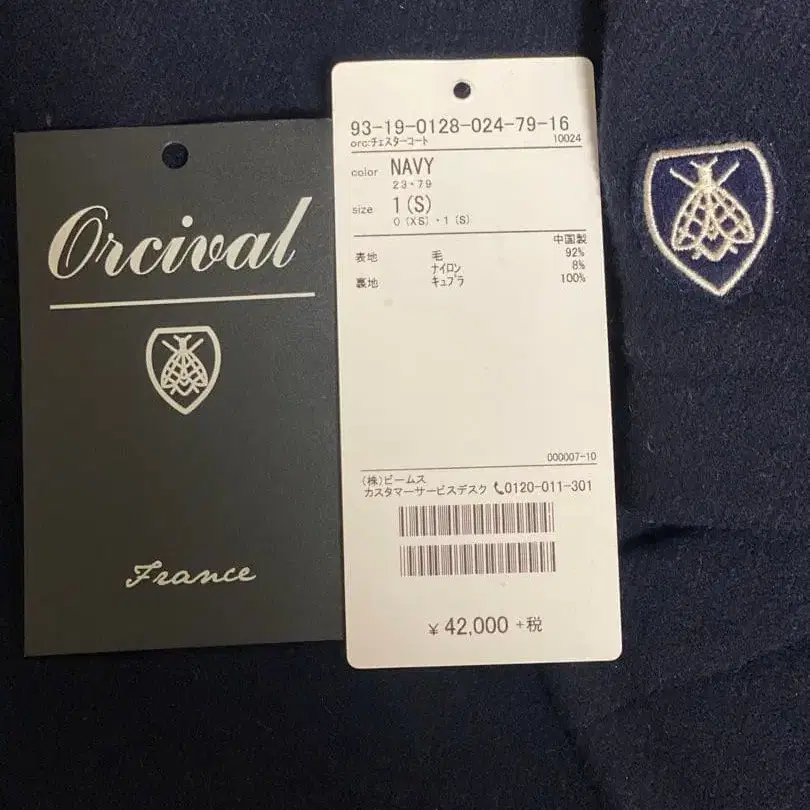 Orcival
France
93-19-0128-024-79-16
orc:チェスターコート 10024
color NAVY
23・79
size 1(S)
0(XS)・1(S)
中国製
表地 毛 92%
ナイロン 8%
裏地 キュプラ 100%
000007-10
(株)ビームス
カスタマーサービスデスク 0120-011-301
¥ 42,000 +税